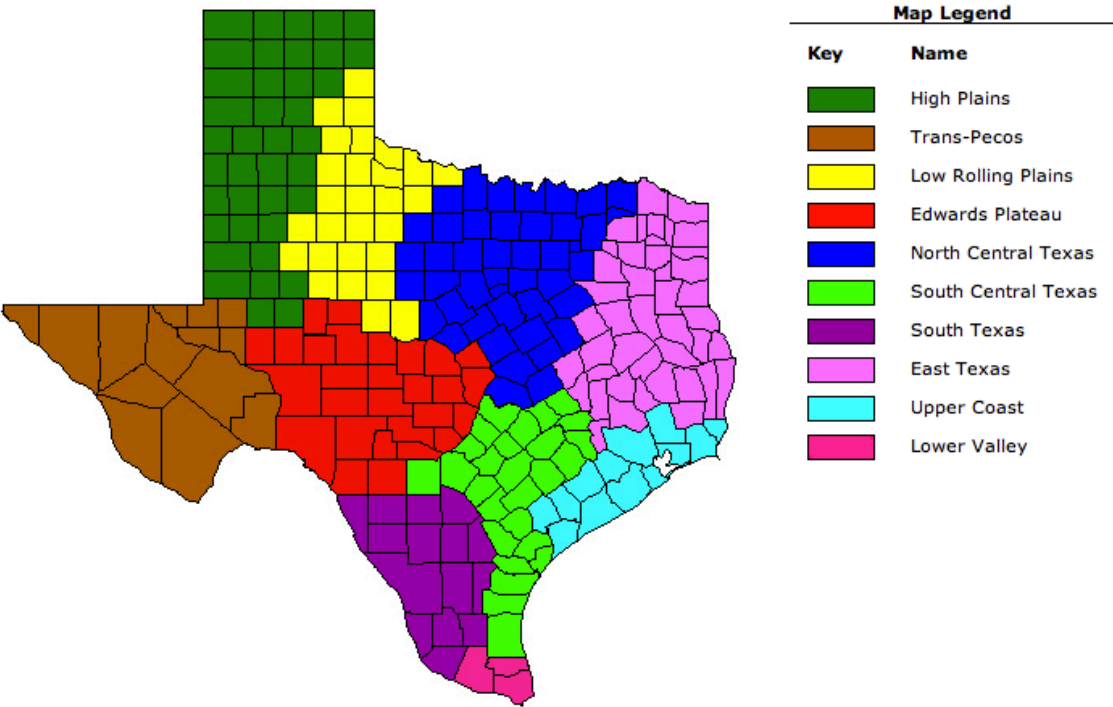 Map Legend
Key Name
High Plains
Trans-Pecos
Low Rolling Plains
Edwards Plateau
North Central Texas
South Central Texas
South Texas
East Texas
Upper Coast
Lower Valley